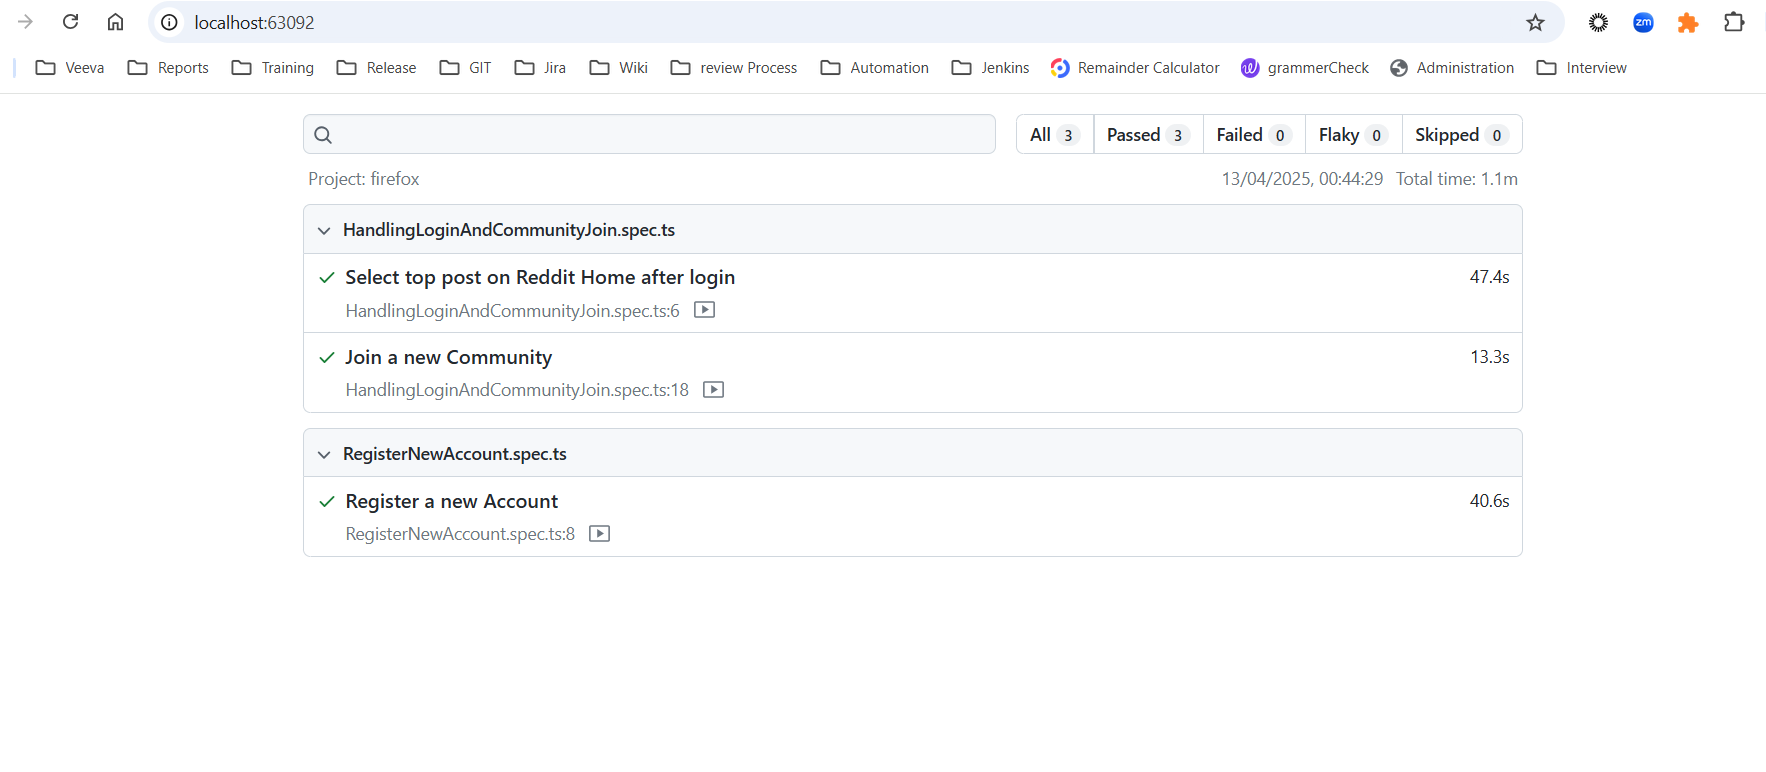 localhost:63092
zm
Veeva Reports Training Release GIT Jira Wiki review Process Automation Jenkins Remainder Calculator grammerCheck Administration Interview
All 3 Passed 3 Failed 0 Flaky 0 Skipped 0
Project: firefox 13/04/2025, 00:44:29 Total time: 1.1m
HandlingLoginAndCommunityJoin.spec.ts
Select top post on Reddit Home after login 47.4s
HandlingLoginAndCommunityJoin.spec.ts:6
Join a new Community 13.3s
HandlingLoginAndCommunityJoin.spec.ts:18
RegisterNewAccount.spec.ts
Register a new Account 40.6s
RegisterNewAccount.spec.ts:8